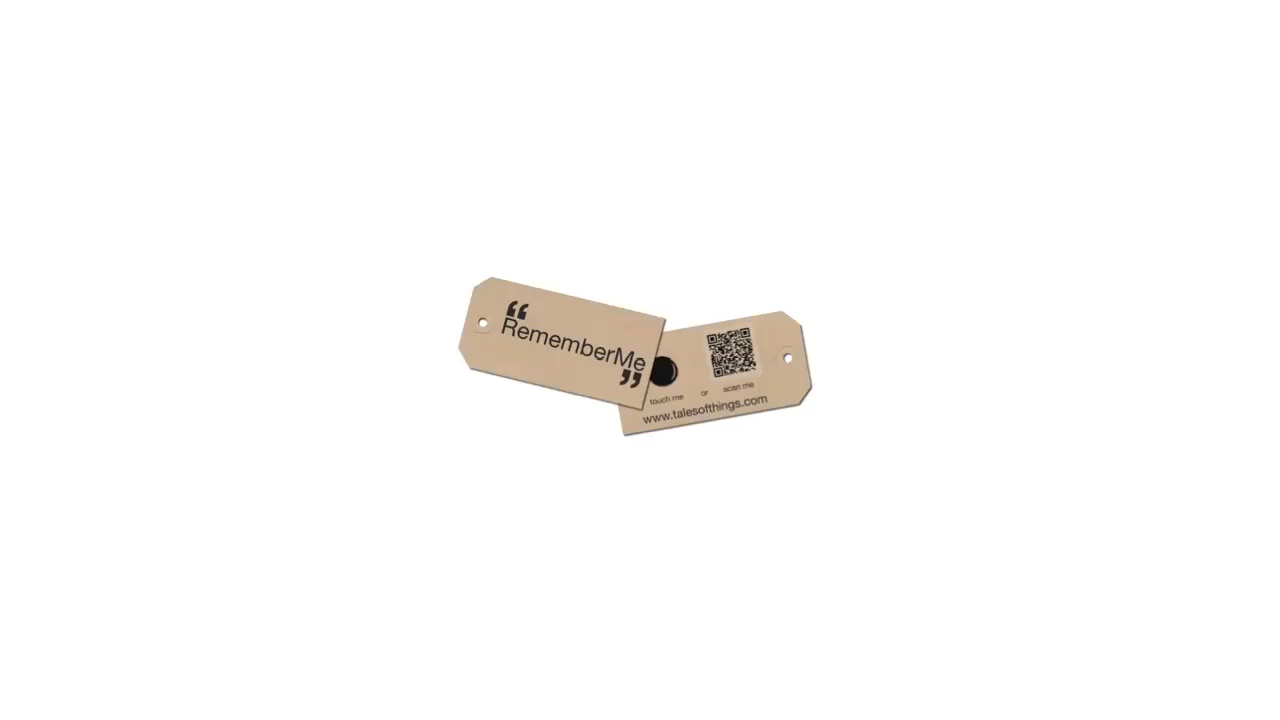 “
RememberMe
”
touch me or scan me
www.talesofthings.com